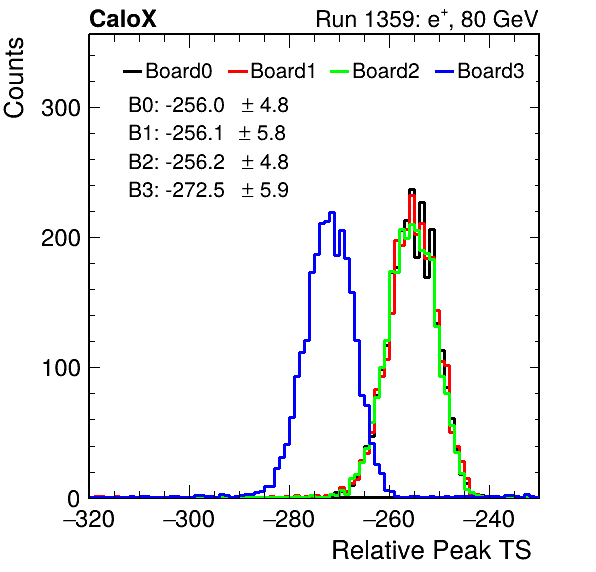 CaloX Run 1359: e⁺, 80 GeV
Counts
Board0 Board1 Board2 Board3
B0: -256.0 ± 4.8
B1: -256.1 ± 5.8
B2: -256.2 ± 4.8
B3: -272.5 ± 5.9
300
200
100
0
−320 −300 −280 −260 −240
Relative Peak TS